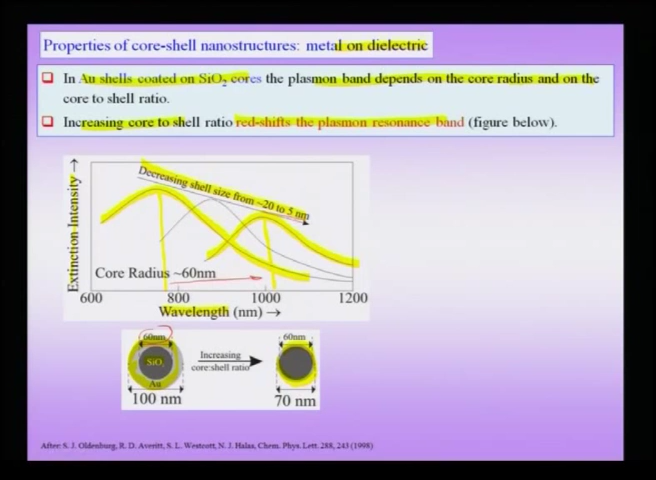 Properties of core-shell nanostructures: metal on dielectric
In Au shells coated on SiO₂ cores the plasmon band depends on the core radius and on the
core to shell ratio.
Increasing core to shell ratio red-shifts the plasmon resonance band (figure below).
Decreasing shell size from ~20 to 5 nm
Extinction Intensity →
Core Radius ~60nm
600 800 1000 1200
Wavelength (nm) →
60nm 60nm
SiO₂ Increasing
core:shell ratio
Au
100 nm 70 nm
After: S. J. Oldenburg, R. D. Averitt, S. L. Westcott, N. J. Halas, Chem. Phys. Lett. 288, 243 (1998)